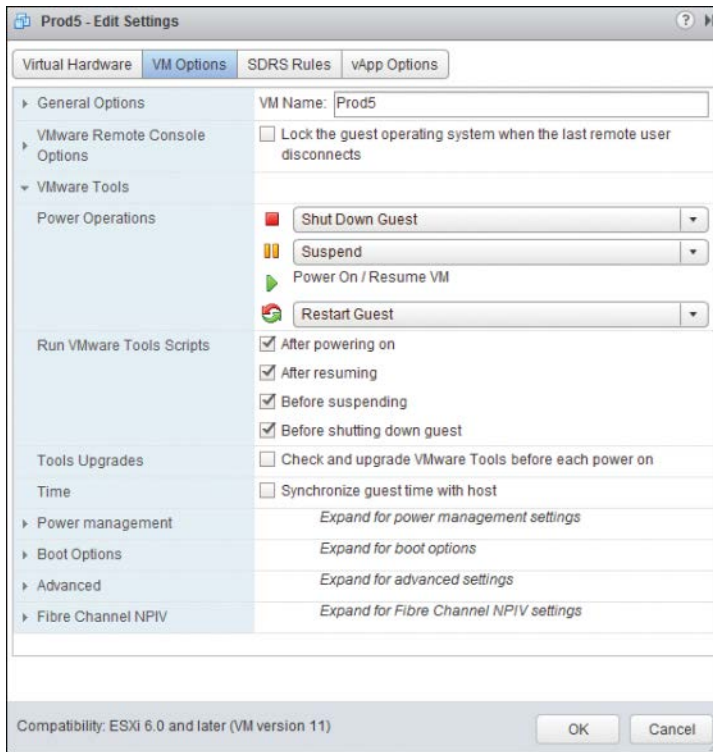 Prod5 - Edit Settings
?
Virtual Hardware VM Options SDRS Rules vApp Options
General Options VM Name: Prod5
VMware Remote Console Options Lock the guest operating system when the last remote user disconnects
VMware Tools
Power Operations Shut Down Guest
Suspend
Power On / Resume VM
Restart Guest
Run VMware Tools Scripts After powering on
After resuming
Before suspending
Before shutting down guest
Tools Upgrades Check and upgrade VMware Tools before each power on
Time Synchronize guest time with host
Power management Expand for power management settings
Boot Options Expand for boot options
Advanced Expand for advanced settings
Fibre Channel NPIV Expand for Fibre Channel NPIV settings
Compatibility: ESXi 6.0 and later (VM version 11) OK Cancel